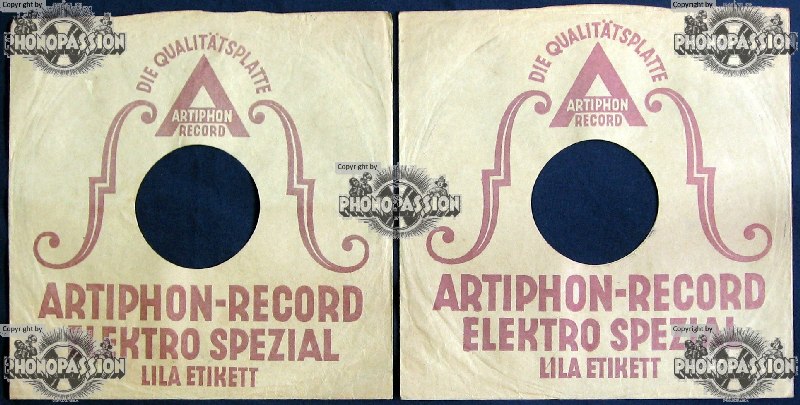 Copyright by
PHONOPASSION
Copyright by
PHONOPASSION
DIE QUALITÄTSPLATTE
ARTIPHON
RECORD
DIE QUALITÄTSPLATTE
ARTIPHON
RECORD
Copyright by
PHONOPASSION
ARTIPHON-RECORD
ELEKTRO SPEZIAL
LILA ETIKETT
ARTIPHON-RECORD
ELEKTRO SPEZIAL
LILA ETIKETT
Copyright by
PHONOPASSION
Copyright by
PHONOPASSION